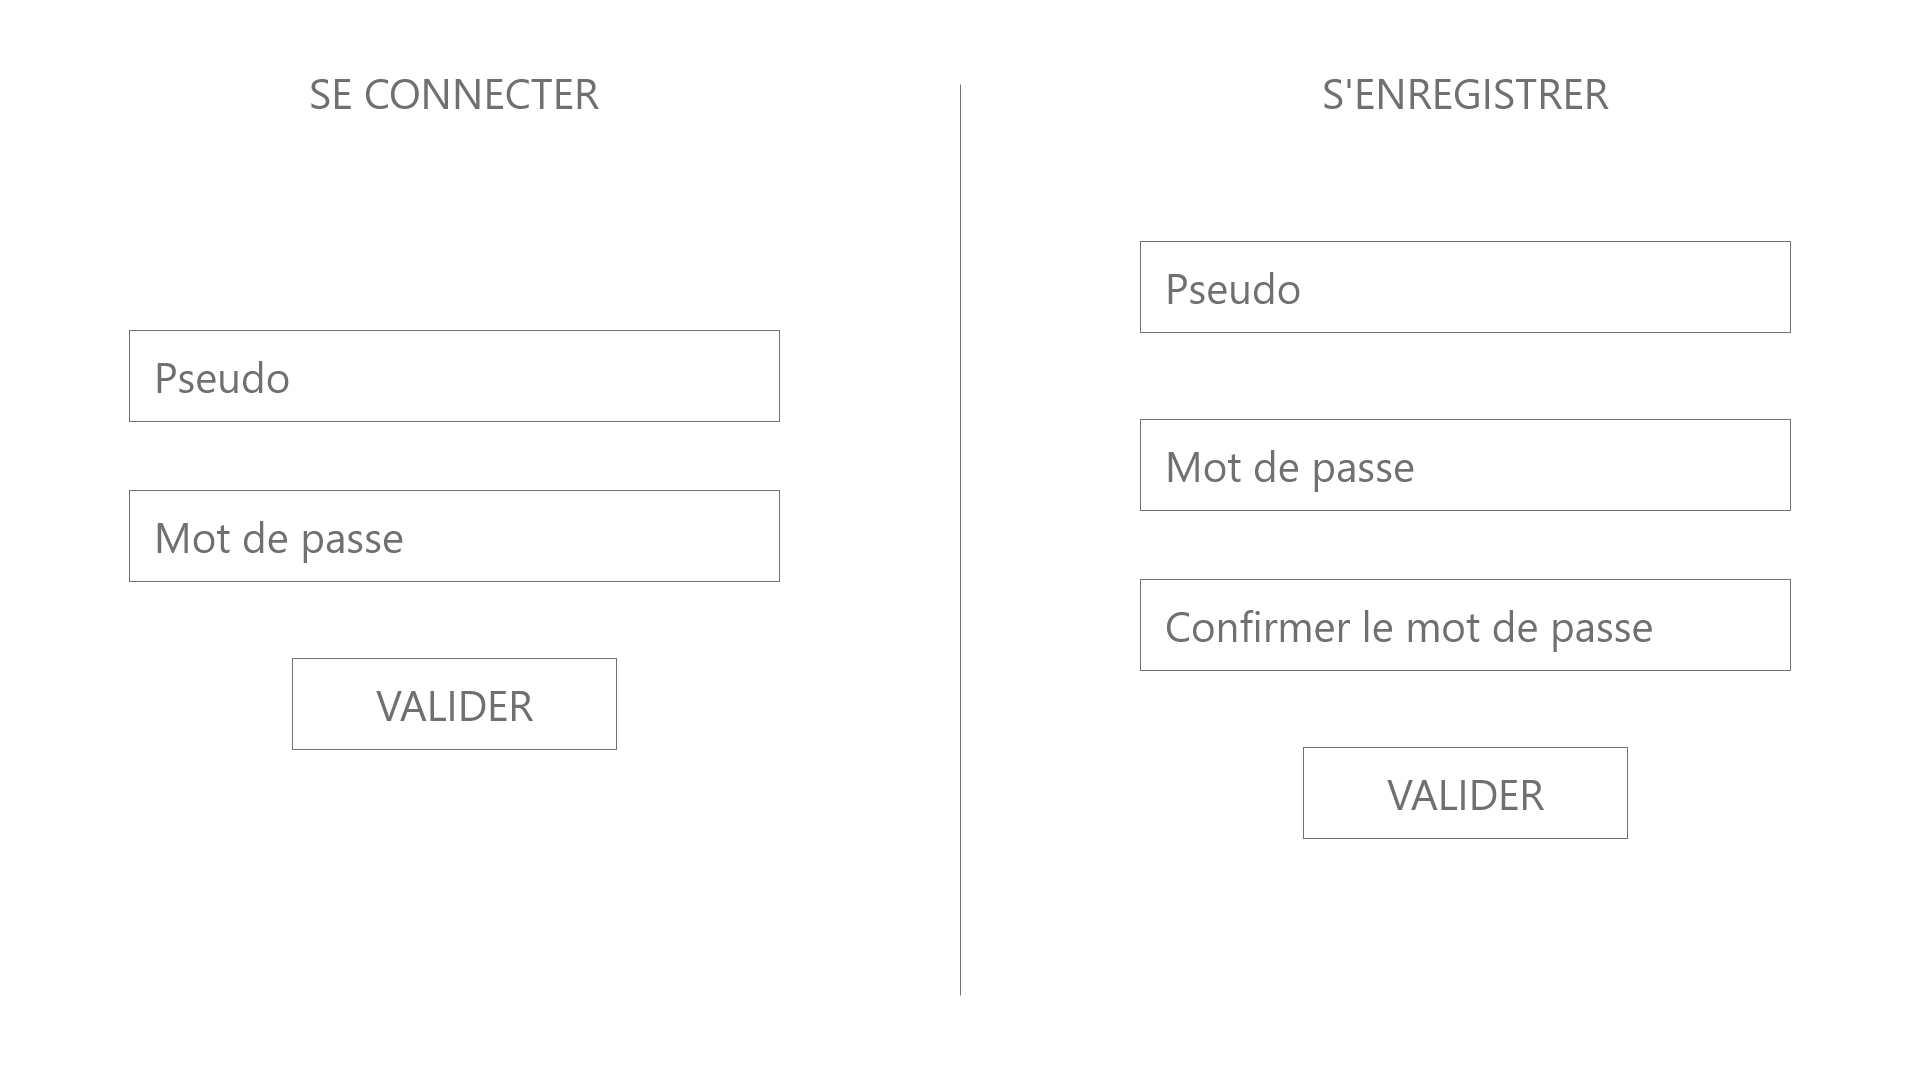 SE CONNECTER
Pseudo
Mot de passe
VALIDER
S'ENREGISTRER
Pseudo
Mot de passe
Confirmer le mot de passe
VALIDER